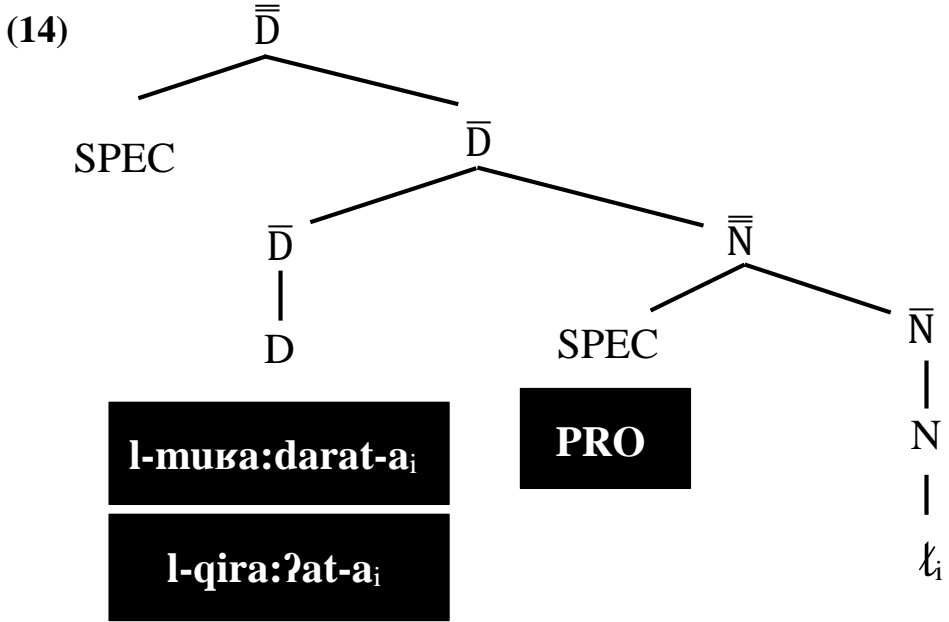 (14)
D̿
SPEC
D̅
D̅
N̿
D
SPEC
N̅
l-muʁa:darat-aᵢ
PRO
N
l-qira:ʔat-aᵢ
tᵢ